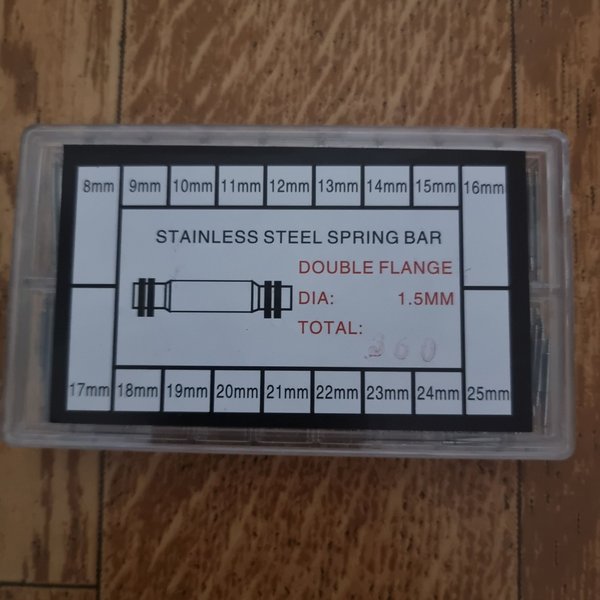 8mm 9mm 10mm 11mm 12mm 13mm 14mm 15mm 16mm
STAINLESS STEEL SPRING BAR
DOUBLE FLANGE
DIA: 1.5MM
TOTAL:
360
17mm 18mm 19mm 20mm 21mm 22mm 23mm 24mm 25mm